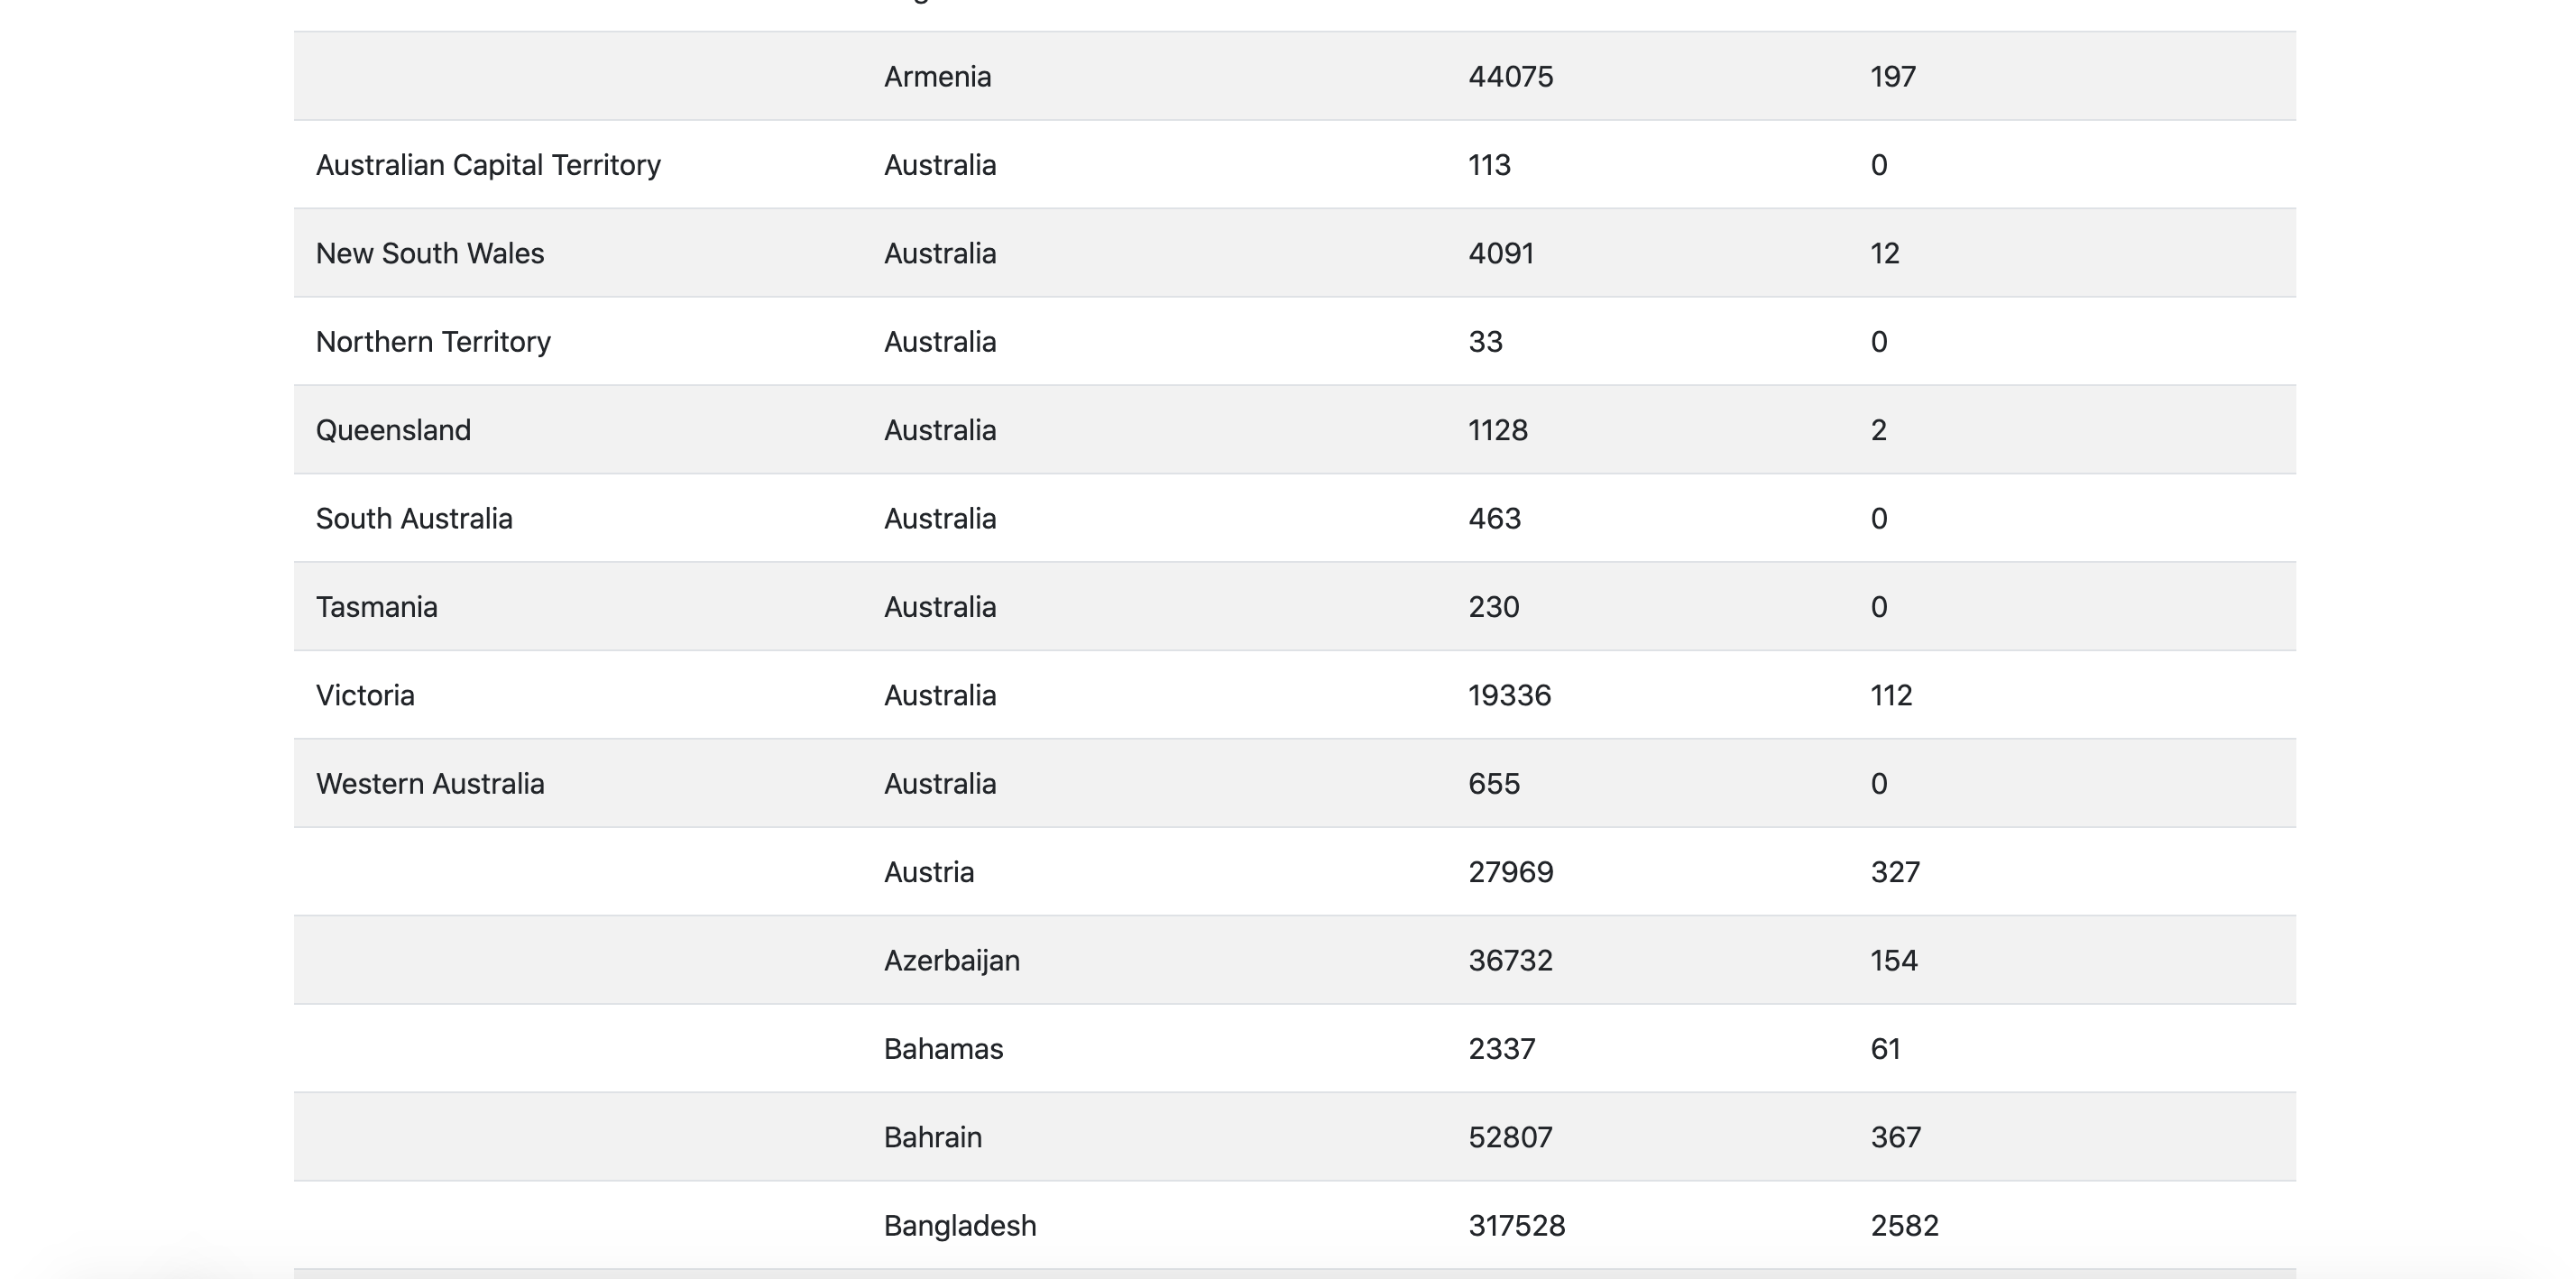 Armenia 44075 197
Australian Capital Territory Australia 113 0
New South Wales Australia 4091 12
Northern Territory Australia 33 0
Queensland Australia 1128 2
South Australia Australia 463 0
Tasmania Australia 230 0
Victoria Australia 19336 112
Western Australia Australia 655 0
Austria 27969 327
Azerbaijan 36732 154
Bahamas 2337 61
Bahrain 52807 367
Bangladesh 317528 2582